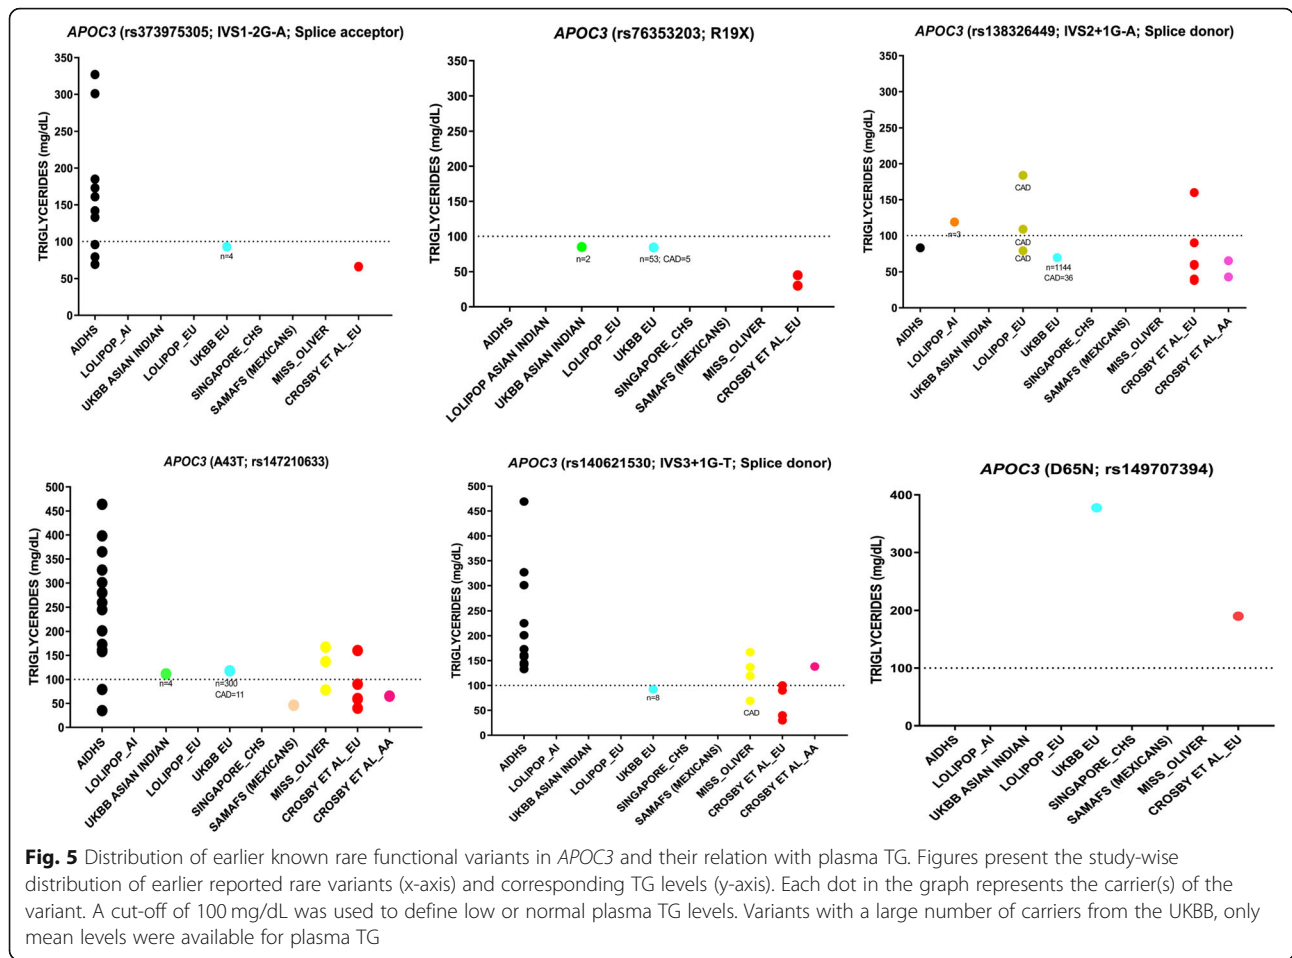 APOC3 (rs373975305; IVS1-2G-A; Splice acceptor)
TRIGLYCERIDES (mg/dL)
350
300
250
200
150
100
50
0
n=4
AIDHS
LOLIPOP_AI
UKBB ASIAN INDIAN
LOLIPOP_EU
UKBB EU
SINGAPORE_CHS
SAMAFS (MEXICANS)
MISS_OLIVER
CROSBY ET AL_EU
APOC3 (rs76353203; R19X)
TRIGLYCERIDES (mg/dL)
350
300
250
200
150
100
50
0
n=2
n=53; CAD=5
AIDHS
LOLIPOP ASIAN INDIAN
UKBB ASIAN INDIAN
LOLIPOP_EU
UKBB EU
SINGAPORE_CHS
SAMAFS (MEXICANS)
MISS_OLIVER
CROSBY ET AL_EU
APOC3 (rs138326449; IVS2+1G-A; Splice donor)
TRIGLYCERIDES (mg/dL)
350
300
250
200
150
100
50
0
n=3
CAD
CAD
CAD
n=1144
CAD=36
AIDHS
LOLIPOP_AI
UKBB ASIAN INDIAN
LOLIPOP_EU
UKBB EU
SINGAPORE_CHS
SAMAFS (MEXICANS)
MISS_OLIVER
CROSBY ET AL_EU
CROSBY ET AL_AA
APOC3 (A43T; rs147210633)
TRIGLYCERIDES (mg/dL)
500
450
400
350
300
250
200
150
100
50
0
n=4
n=300
CAD=11
AIDHS
LOLIPOP_AI
UKBB ASIAN INDIAN
LOLIPOP_EU
UKBB EU
SINGAPORE_CHS
SAMAFS (MEXICANS)
MISS_OLIVER
CROSBY ET AL_EU
CROSBY ET AL_AA
APOC3 (rs140621530; IVS3+1G-T; Splice donor)
TRIGLYCERIDES (mg/dL)
500
450
400
350
300
250
200
150
100
50
0
n=8
CAD
AIDHS
LOLIPOP_AI
UKBB ASIAN INDIAN
LOLIPOP_EU
UKBB EU
SINGAPORE_CHS
SAMAFS (MEXICANS)
MISS_OLIVER
CROSBY ET AL_EU
CROSBY ET AL_AA
APOC3 (D65N; rs149707394)
TRIGLYCERIDES (mg/dL)
400
300
200
100
0
AIDHS
LOLIPOP_AI
UKBB ASIAN INDIAN
LOLIPOP_EU
UKBB EU
SINGAPORE_CHS
SAMAFS (MEXICANS)
MISS_OLIVER
CROSBY ET AL_EU
Fig. 5 Distribution of earlier known rare functional variants in APOC3 and their relation with plasma TG. Figures present the study-wise
distribution of earlier reported rare variants (x-axis) and corresponding TG levels (y-axis). Each dot in the graph represents the carrier(s) of the
variant. A cut-off of 100 mg/dL was used to define low or normal plasma TG levels. Variants with a large number of carriers from the UKBB, only
mean levels were available for plasma TG